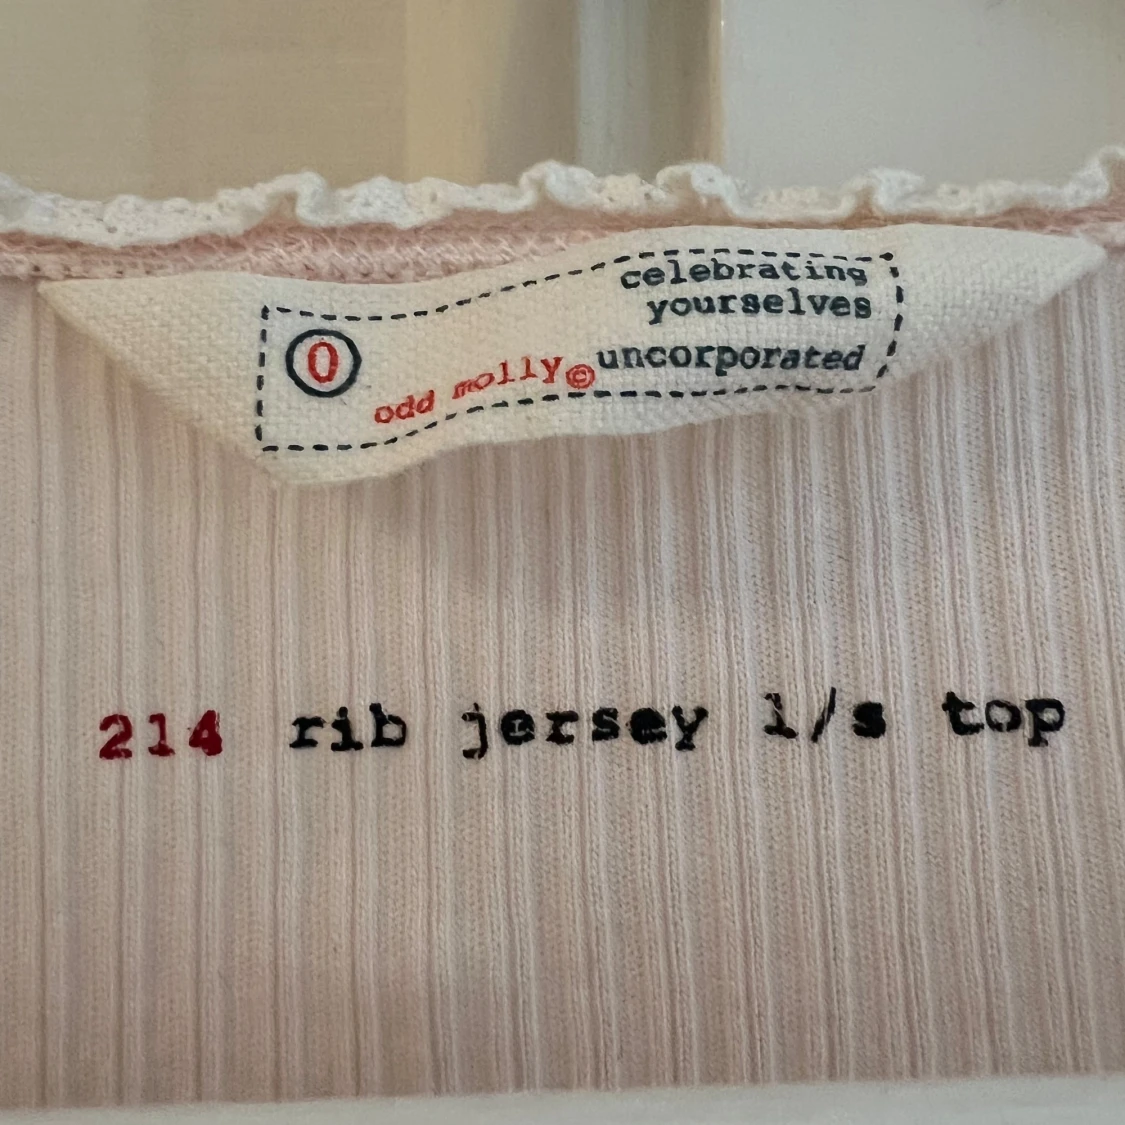 celebrating
yourselves
0
odd molly© uncorporated
214 rib jersey l/s top